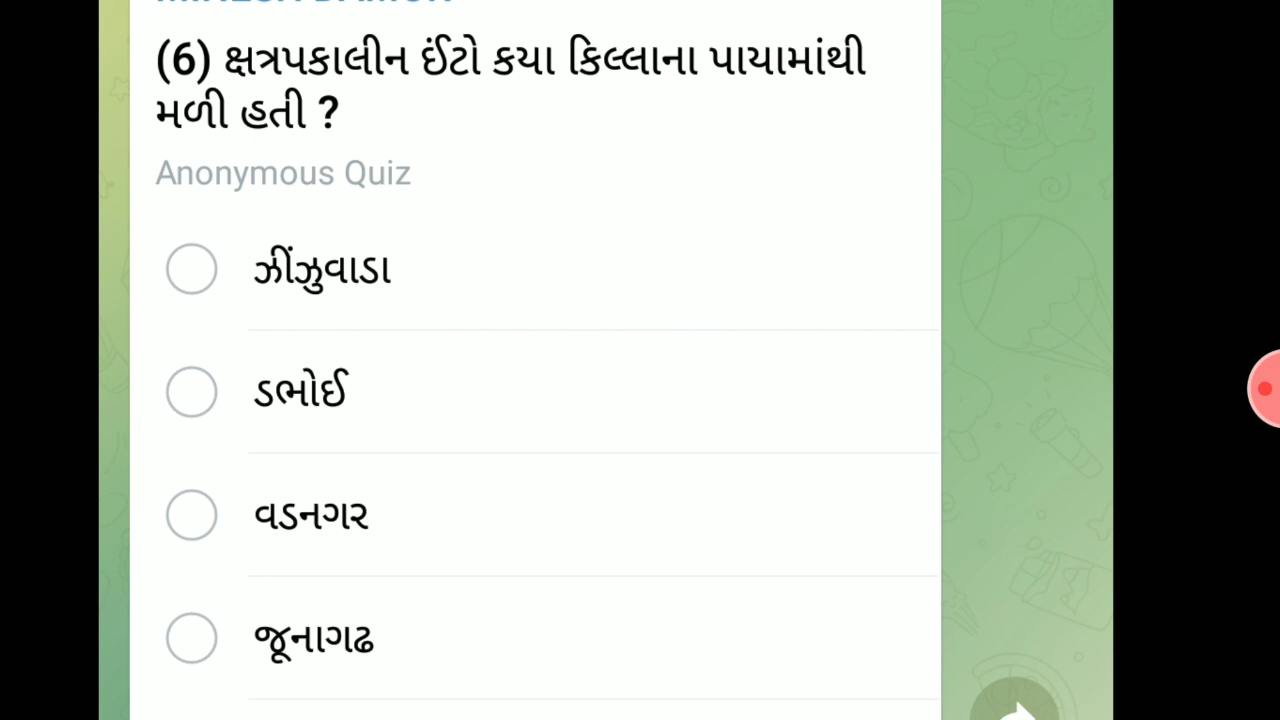 (6) ક્ષત્રપકાલીન ઈંટો કયા કિલ્લાના પાયામાંથી
મળી હતી ?
Anonymous Quiz
ઝીંઝુવાડા
ડભોઈ
વડનગર
જૂનાગઢ